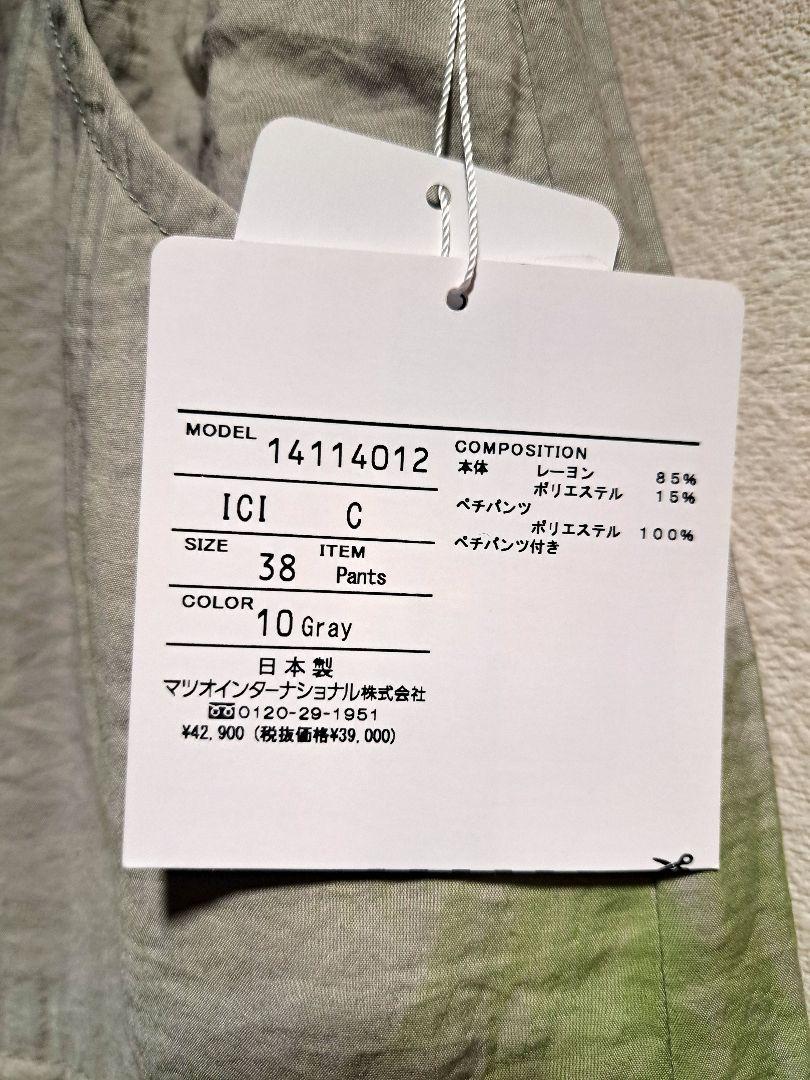 MODEL 14114012
ICI C
SIZE 38 ITEM Pants
COLOR 10 Gray
日本製
マツオインターナショナル株式会社
0120-29-1951
¥42,900 (税抜価格¥39,000)
COMPOSITION
本体 レーヨン 85%
ポリエステル 15%
ペチパンツ
ポリエステル 100%
ペチパンツ付き